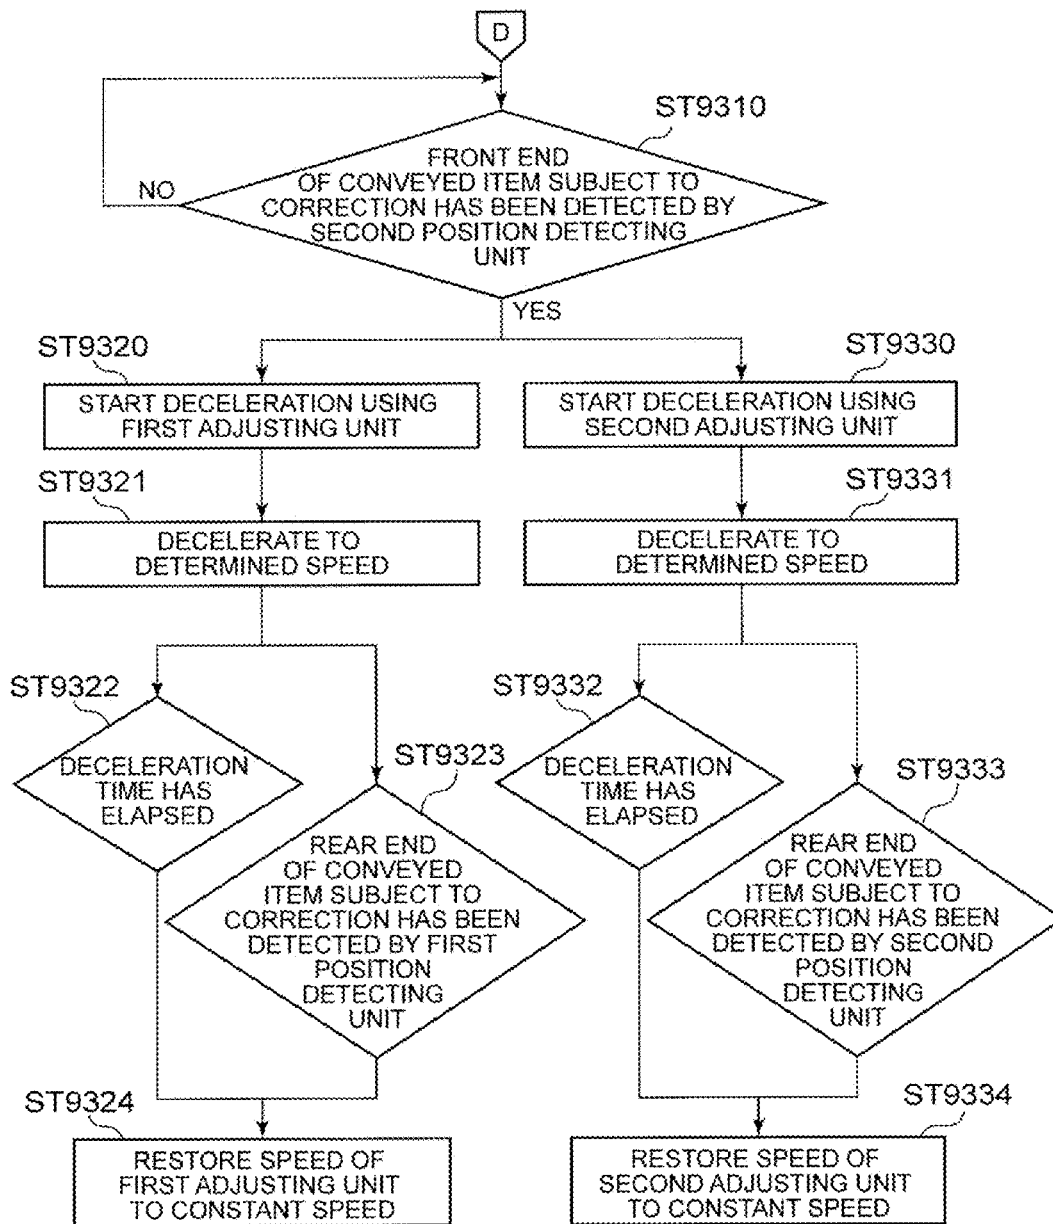 D
ST9310
FRONT END
OF CONVEYED ITEM SUBJECT TO
CORRECTION HAS BEEN DETECTED BY
SECOND POSITION DETECTING
UNIT
NO
YES
ST9320
START DECELERATION USING
FIRST ADJUSTING UNIT
ST9330
START DECELERATION USING
SECOND ADJUSTING UNIT
ST9321
DECELERATE TO
DETERMINED SPEED
ST9331
DECELERATE TO
DETERMINED SPEED
ST9322
DECELERATION
TIME HAS
ELAPSED
ST9323
REAR END
OF CONVEYED
ITEM SUBJECT TO
CORRECTION HAS BEEN
DETECTED BY FIRST
POSITION
DETECTING
UNIT
ST9332
DECELERATION
TIME HAS
ELAPSED
ST9333
REAR END
OF CONVEYED
ITEM SUBJECT TO
CORRECTION HAS BEEN
DETECTED BY SECOND
POSITION
DETECTING
UNIT
ST9324
RESTORE SPEED OF
FIRST ADJUSTING UNIT
TO CONSTANT SPEED
ST9334
RESTORE SPEED OF
SECOND ADJUSTING UNIT
TO CONSTANT SPEED